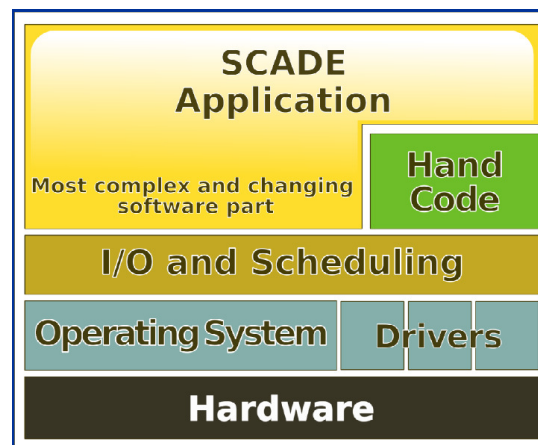 SCADE
Application
Most complex and changing
software part
Hand
Code
I/O and Scheduling
Operating System
Drivers
Hardware